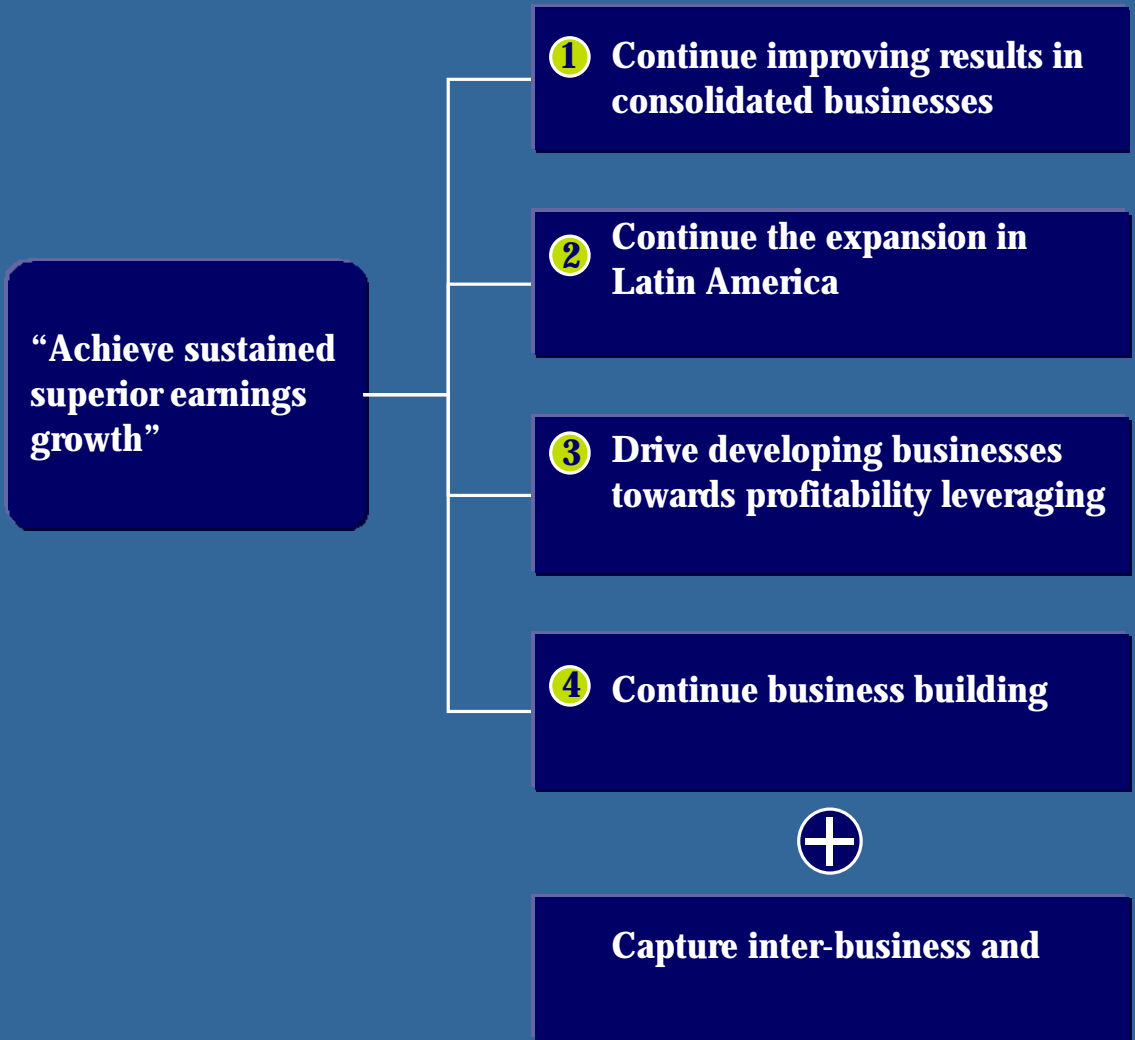 1 Continue improving results in
consolidated businesses
2 Continue the expansion in
Latin America
“Achieve sustained
superior earnings
growth”
3 Drive developing businesses
towards profitability leveraging
4 Continue business building
Capture inter-business and